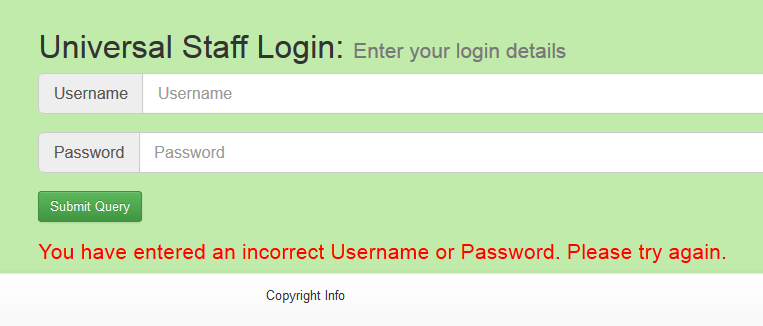 Universal Staff Login: Enter your login details
Username Username
Password Password
Submit Query
You have entered an incorrect Username or Password. Please try again.
Copyright Info